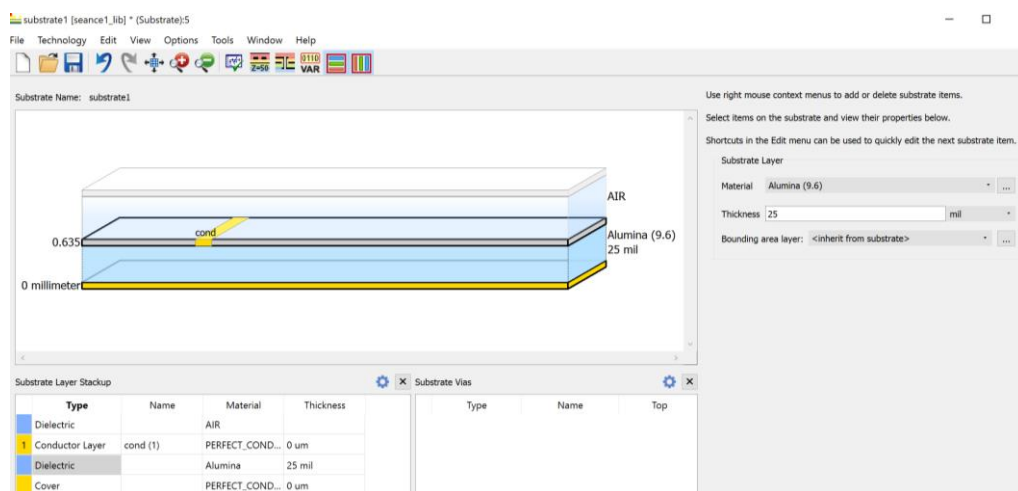 substrate1 [seance1_lib] * (Substrate):5
File Technology Edit View Options Tools Window Help
Z=50
0110
VAR
Substrate Name: substrate1
AIR
cond
0.635
Alumina (9.6)
25 mil
0 millimeter
Use right mouse context menus to add or delete substrate items.
Select items on the substrate and view their properties below.
Shortcuts in the Edit menu can be used to quickly edit the next substrate item.
Substrate Layer
Material Alumina (9.6) ...
Thickness 25 mil
Bounding area layer: <inherit from substrate> ...
Substrate Layer Stackup
Type Name Material Thickness
Dielectric AIR
1 Conductor Layer cond (1) PERFECT_COND... 0 um
Dielectric Alumina 25 mil
Cover PERFECT_COND... 0 um
Substrate Vias
Type Name Top